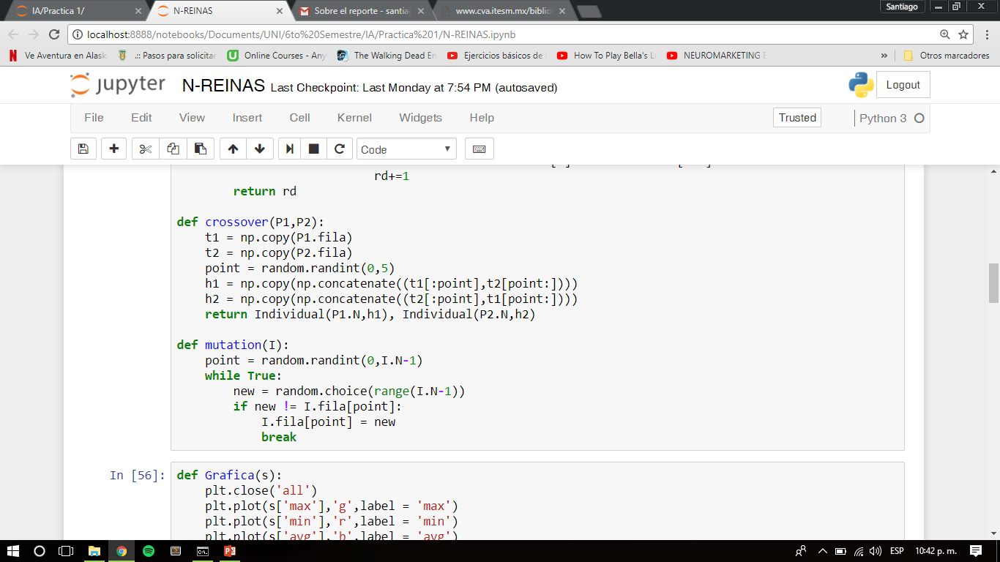 IA/Practica 1/
N-REINAS
Sobre el reporte - santia
www.cva.itesm.mx/biblio
Santiago
localhost:8888/notebooks/Documents/UNI/6to%20Semestre/IA/Practica%201/N-REINAS.ipynb
Ve Aventura en Alask
.:: Pasos para solicitar
Online Courses - Any
The Walking Dead En
Ejercicios básicos de
How To Play Bella's Lu
NEUROMARKETING E
»
Otros marcadores
jupyter
N-REINAS Last Checkpoint: Last Monday at 7:54 PM (autosaved)
Logout
File Edit View Insert Cell Kernel Widgets Help
Trusted
Python 3
Code
rd+=1
return rd
def crossover(P1,P2):
t1 = np.copy(P1.fila)
t2 = np.copy(P2.fila)
point = random.randint(0,5)
h1 = np.copy(np.concatenate((t1[:point],t2[point:])))
h2 = np.copy(np.concatenate((t2[:point],t1[point:])))
return Individual(P1.N,h1), Individual(P2.N,h2)
def mutation(I):
point = random.randint(0,I.N-1)
while True:
new = random.choice(range(I.N-1))
if new != I.fila[point]:
I.fila[point] = new
break
In [56]:
def Grafica(s):
plt.close('all')
plt.plot(s['max'],'g',label = 'max')
plt.plot(s['min'],'r',label = 'min')
plt.plot(s['avg'],'b',label = 'avg')
ESP
10:42 p. m.